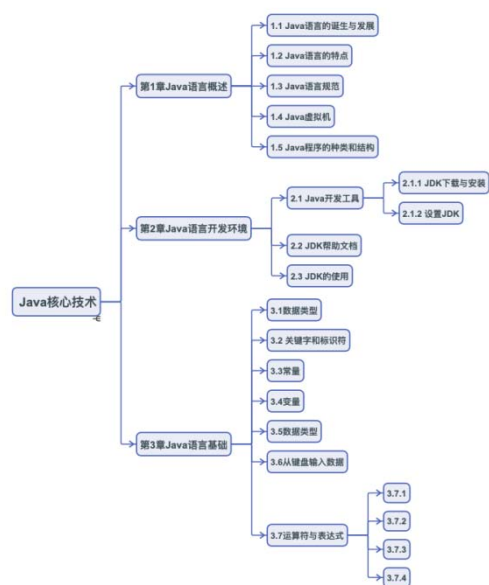 Java核心技术
第1章Java语言概述
1.1 Java语言的诞生与发展
1.2 Java语言的特点
1.3 Java语言规范
1.4 Java虚拟机
1.5 Java程序的种类和结构
第2章Java语言开发环境
2.1 Java开发工具
2.1.1 JDK下载与安装
2.1.2 设置JDK
2.2 JDK帮助文档
2.3 JDK的使用
第3章Java语言基础
3.1数据类型
3.2 关键字和标识符
3.3常量
3.4变量
3.5数据类型
3.6从键盘输入数据
3.7运算符与表达式
3.7.1
3.7.2
3.7.3
3.7.4